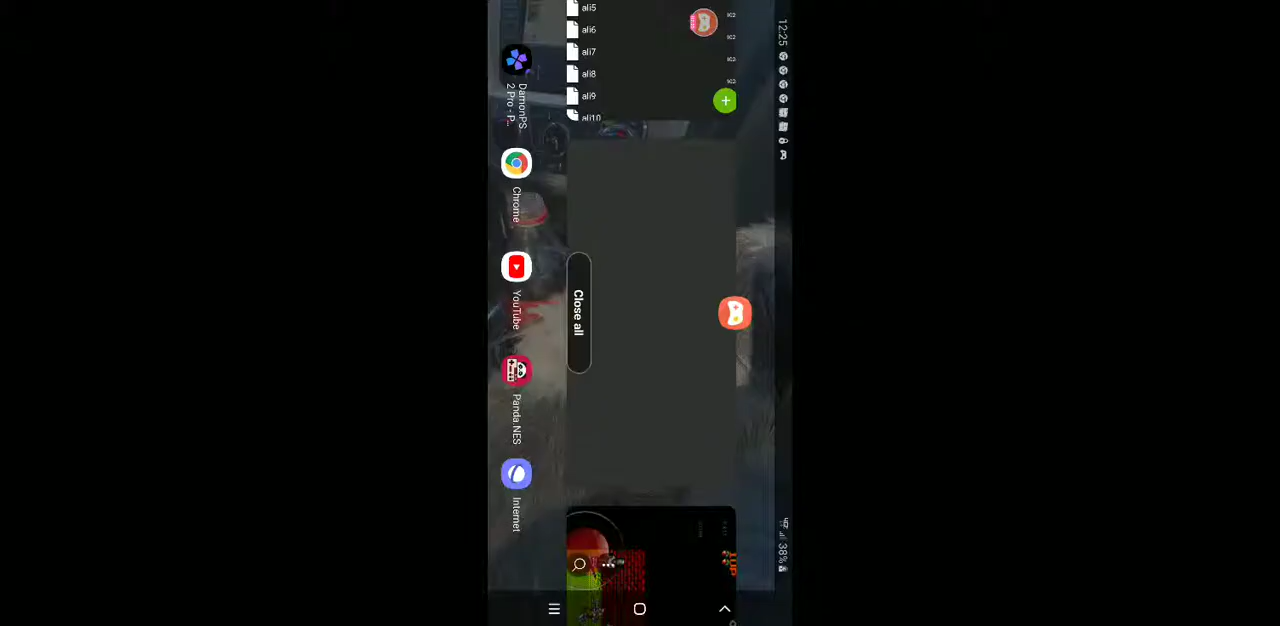 12:25
38%
ali5
ali6
ali7
ali8
ali9
ali10
Close all
DamonPS
2 Pro - P...
Chrome
YouTube
Panda.NES
Internet